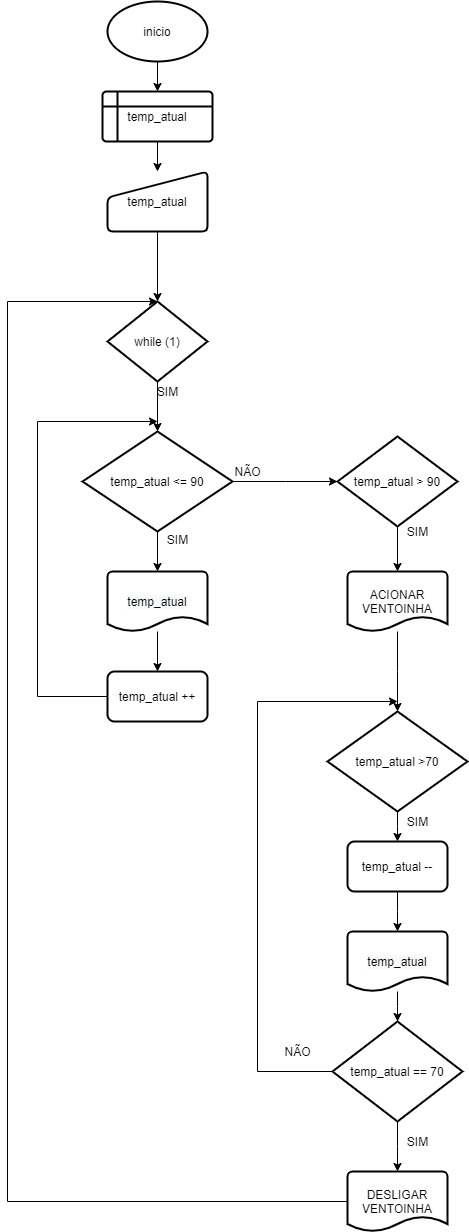 inicio
temp_atual
temp_atual
while (1)
SIM
temp_atual <= 90
NÃO
temp_atual > 90
SIM
SIM
temp_atual
ACIONAR
VENTOINHA
temp_atual ++
temp_atual >70
SIM
temp_atual --
temp_atual
NÃO
temp_atual == 70
SIM
DESLIGAR
VENTOINHA